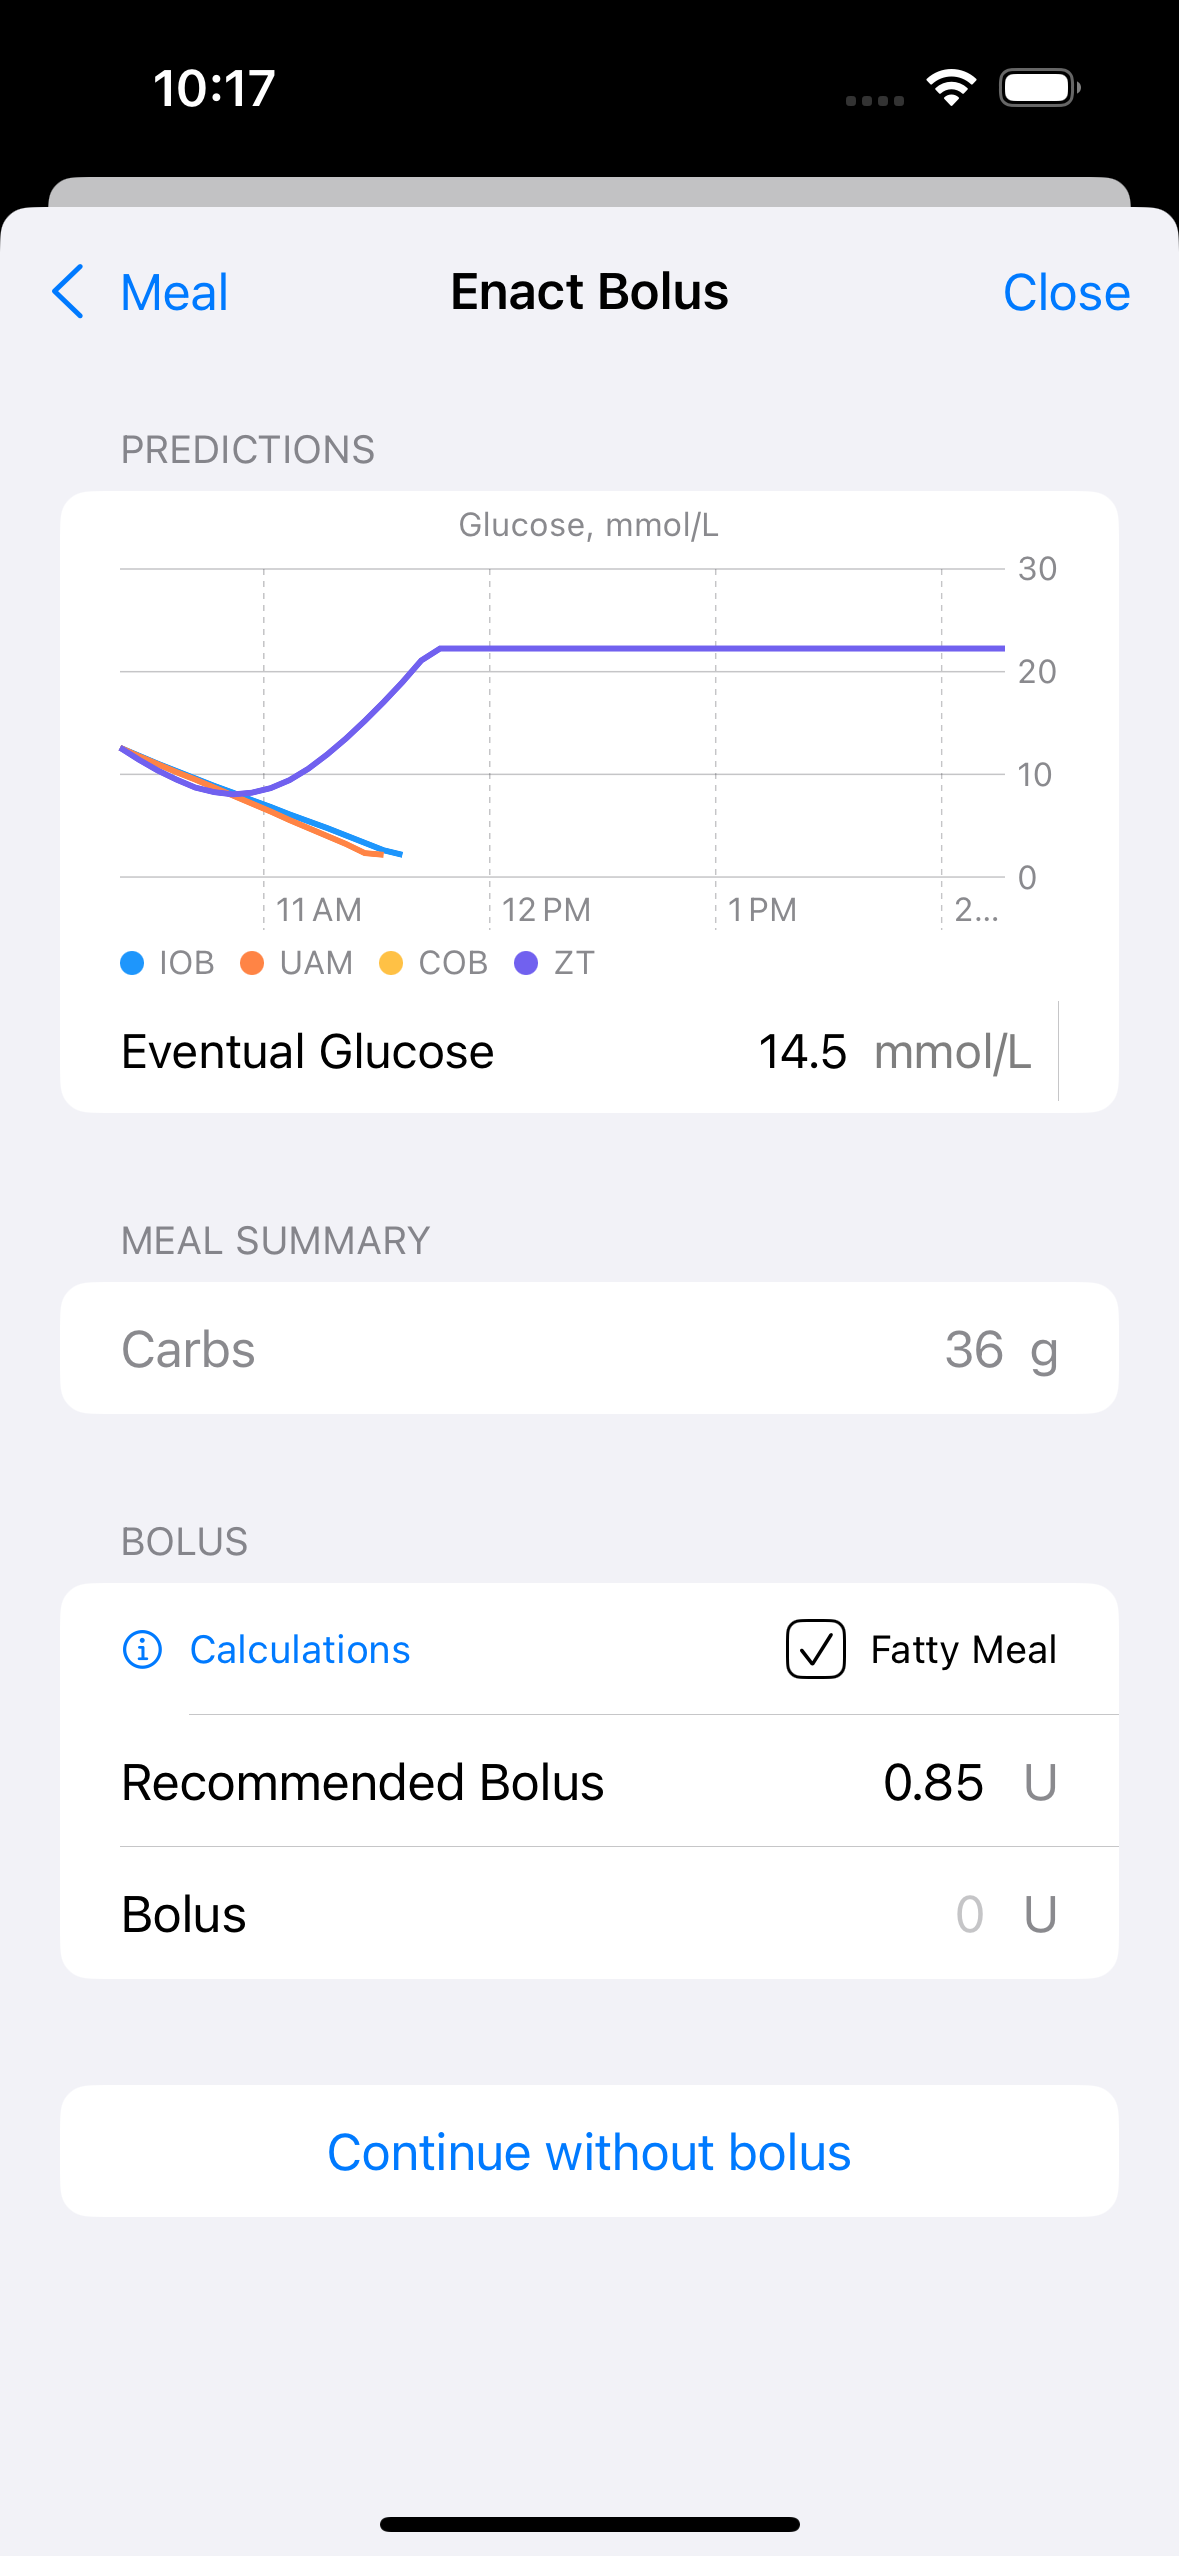 10:17
Meal
Enact Bolus
Close
PREDICTIONS
Glucose, mmol/L
30
20
10
0
11 AM
12 PM
1 PM
2...
IOB
UAM
COB
ZT
Eventual Glucose 14.5 mmol/L
MEAL SUMMARY
Carbs 36 g
BOLUS
Calculations
Fatty Meal
Recommended Bolus 0.85 U
Bolus 0 U
Continue without bolus